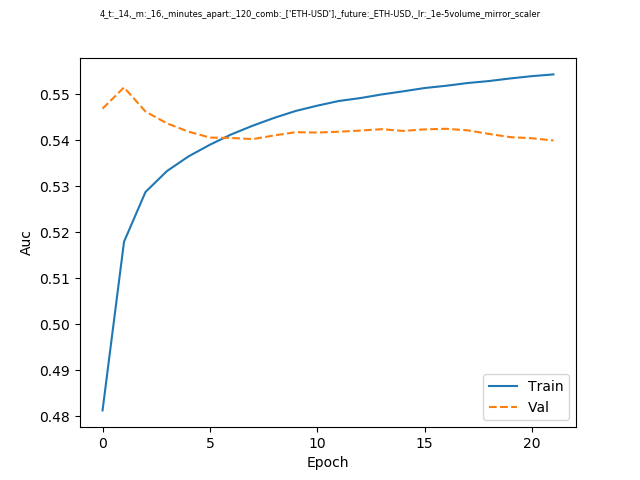 4_t:_14,_m:_16,_minutes_apart:_120_comb:_['ETH-USD'],_future:_ETH-USD,_lr:_1e-5volume_mirror_scaler
0.55
0.54
0.53
0.52
0.51
0.50
0.49
0.48
Auc
Train
Val
0 5 10 15 20
Epoch